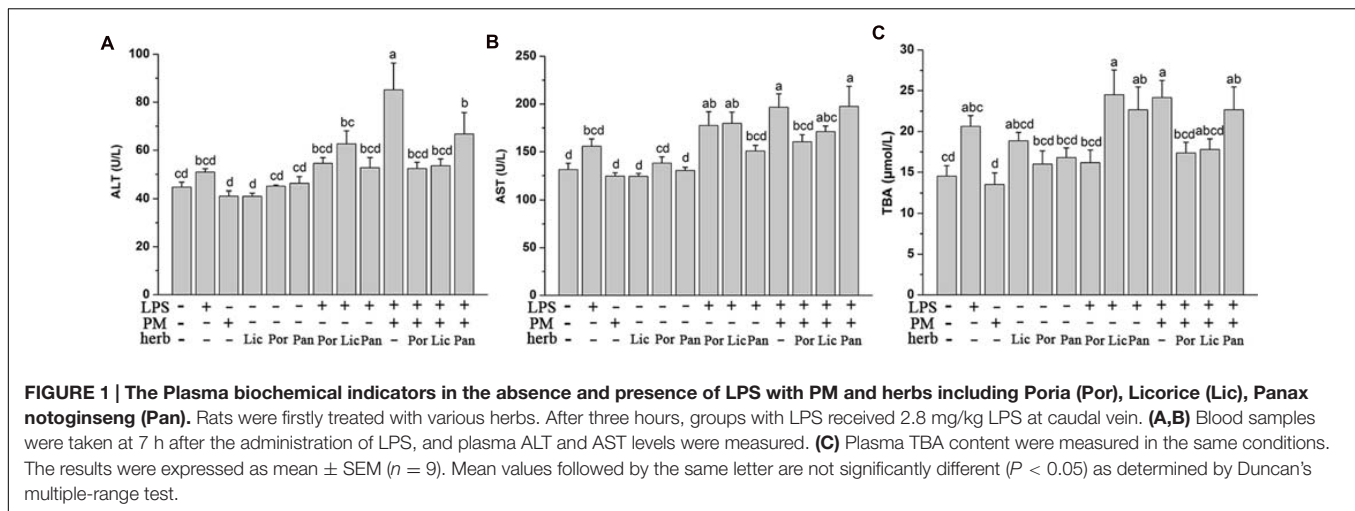 A
B
C
100
80
60
40
20
0
ALT (U/L)
cd bcd d d cd cd bcd bc bcd a bcd bcd b
LPS - + - - - - + + + + + + +
PM - - + - - - - - - + + + +
herb Lic Por Pan Por Lic Pan - Por Lic Pan
250
200
150
100
50
0
AST (U/L)
d bcd d d cd d ab ab bcd a bcd abc a
LPS - + - - - - + + + + + + +
PM - - + - - - - - - + + + +
herb Lic Por Pan Por Lic Pan - Por Lic Pan
30
25
20
15
10
5
0
TBA (μmol/L)
cd abc d abcd bcd bcd bcd a ab a bcd abcd ab
LPS - + - - - - + + + + + + +
PM - - + - - - - - - + + + +
herb Lic Por Pan Por Lic Pan - Por Lic Pan
FIGURE 1 | The Plasma biochemical indicators in the absence and presence of LPS with PM and herbs including Poria (Por), Licorice (Lic), Panax
notoginseng (Pan). Rats were firstly treated with various herbs. After three hours, groups with LPS received 2.8 mg/kg LPS at caudal vein. (A,B) Blood samples
were taken at 7 h after the administration of LPS, and plasma ALT and AST levels were measured. (C) Plasma TBA content were measured in the same conditions.
The results were expressed as mean ± SEM (n = 9). Mean values followed by the same letter are not significantly different (P < 0.05) as determined by Duncan's
multiple-range test.